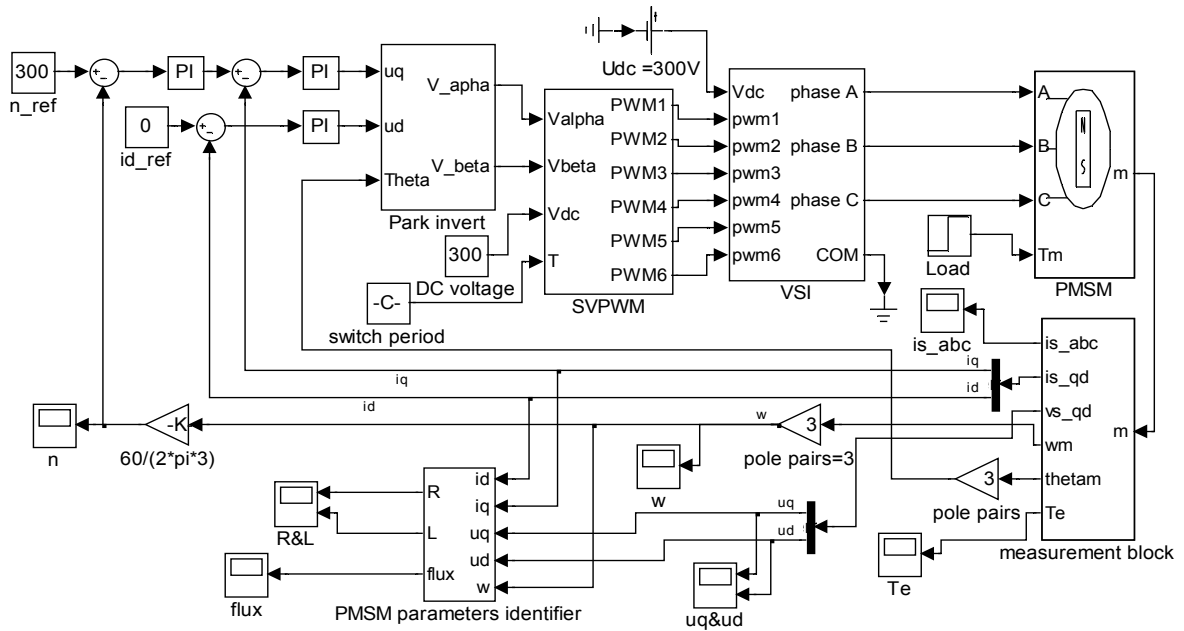 300
n_ref
PI
PI
0
id_ref
PI
uq
ud
Theta
V_apha
V_beta
Park invert
300
DC voltage
-C-
switch period
Valpha
Vbeta
Vdc
T
PWM1
PWM2
PWM3
PWM4
PWM5
PWM6
SVPWM
Udc =300V
Vdc
pwm1
pwm2
pwm3
pwm4
pwm5
pwm6
phase A
phase B
phase C
COM
VSI
Load
A
B
C
Tm
N
S
m
PMSM
is_abc
is_abc
is_qd
vs_qd
wm
thetam
Te
m
measurement block
iq
id
iq
id
n
-K
60/(2*pi*3)
w
3
pole pairs=3
w
3
pole pairs
Te
uq
ud
uq&ud
R&L
flux
R
L
flux
id
iq
uq
ud
w
PMSM parameters identifier